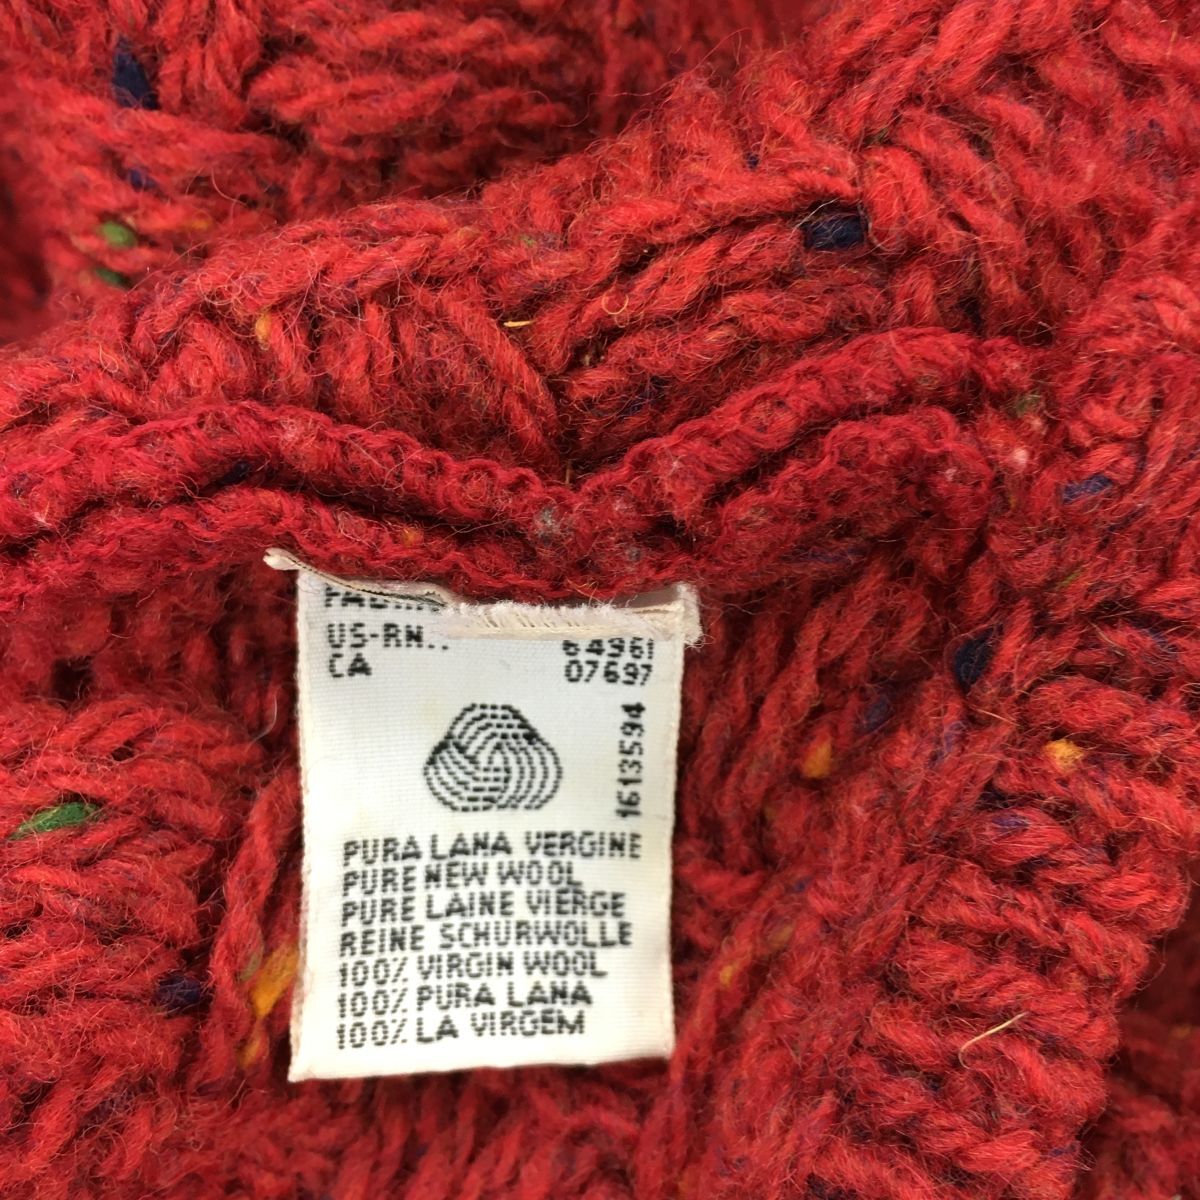 US-RN.. 64961
CA 07697
1613594
PURA LANA VERGINE
PURE NEW WOOL
PURE LAINE VIERGE
REINE SCHURWOLLE
100% VIRGIN WOOL
100% PURA LANA
100% LA VIRGEM